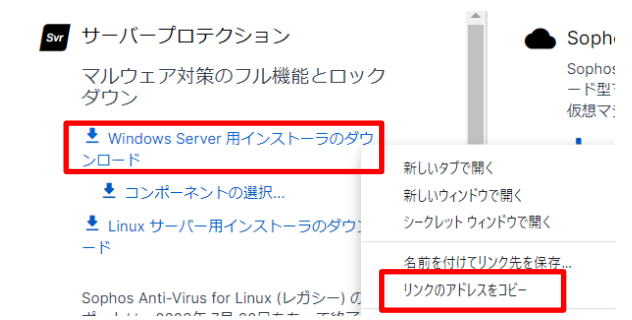 Svr サーバープロテクション
マルウェア対策のフル機能とロック
ダウン
Windows Server 用インストーラのダウ
ンロード
コンポーネントの選択...
Linux サーバー用インストーラのダウ
ード
Sophos Anti-Virus for Linux (レガシー) の
Soph
Sophos
ード型
仮想マシ
新しいタブで開く
新しいウィンドウで開く
シークレット ウィンドウで開く
名前を付けてリンク先を保存...
リンクのアドレスをコピー